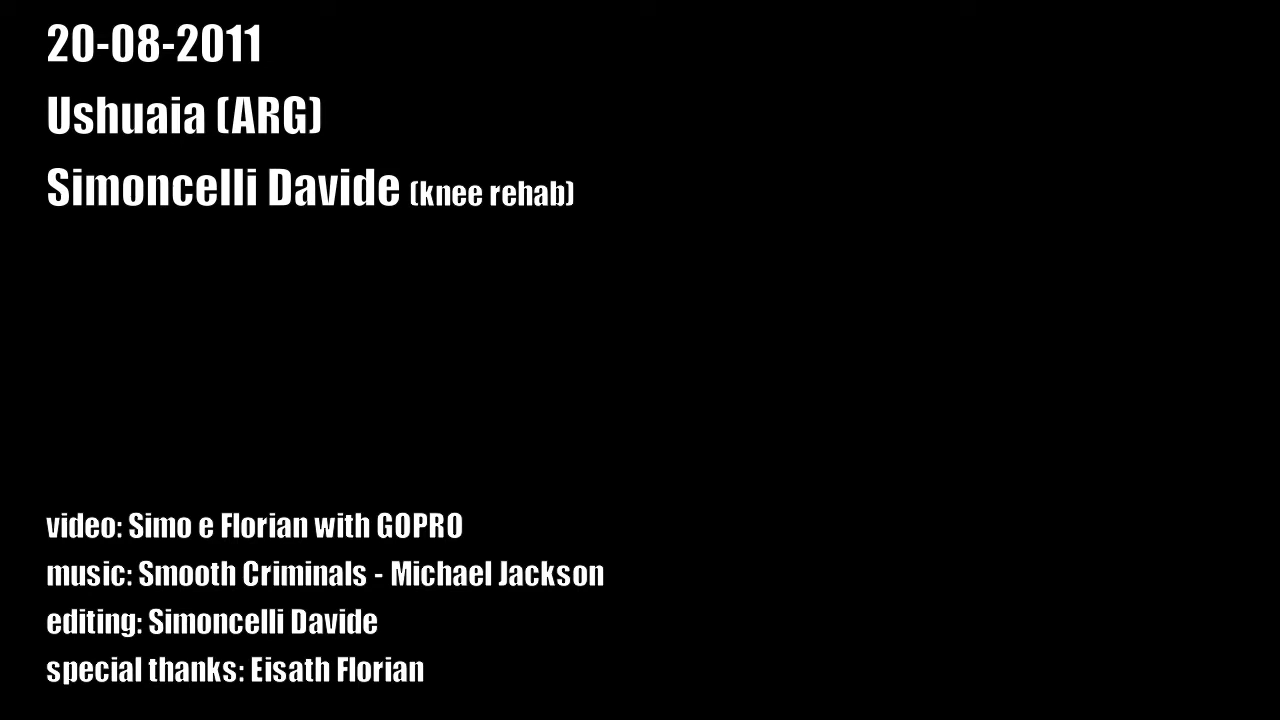 20-08-2011
Ushuaia (ARG)
Simoncelli Davide (knee rehab)
video: Simo e Florian with GOPRO
music: Smooth Criminals - Michael Jackson
editing: Simoncelli Davide
special thanks: Eisath Florian